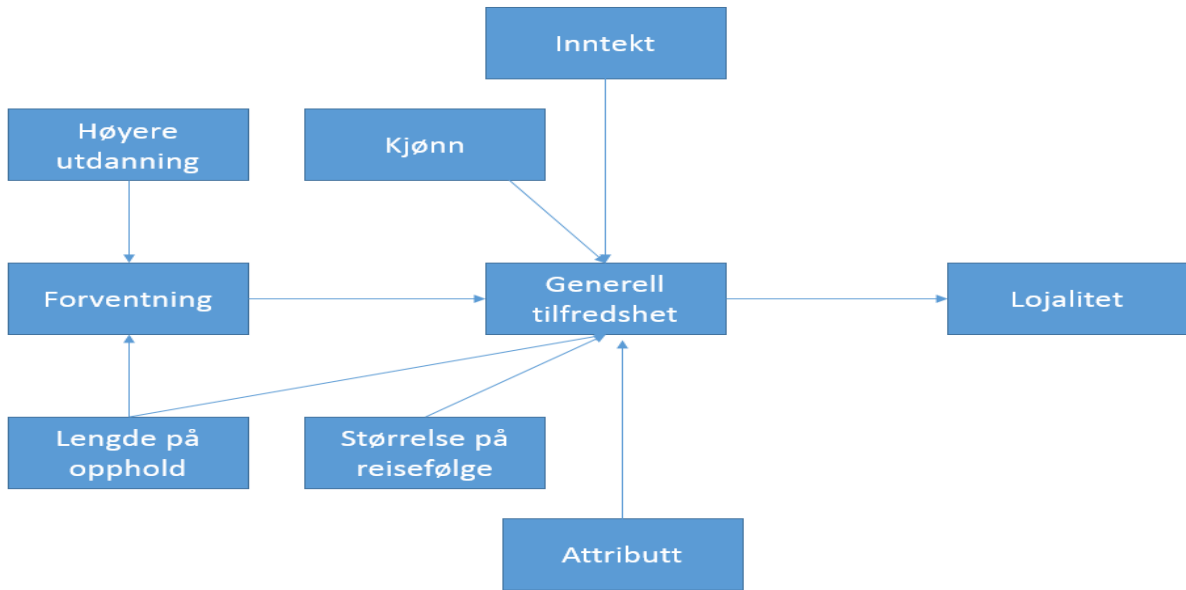 Inntekt
Høyere
utdanning
Kjønn
Forventning
Generell
tilfredshet
Lojalitet
Lengde på
opphold
Størrelse på
reisefølge
Attributt